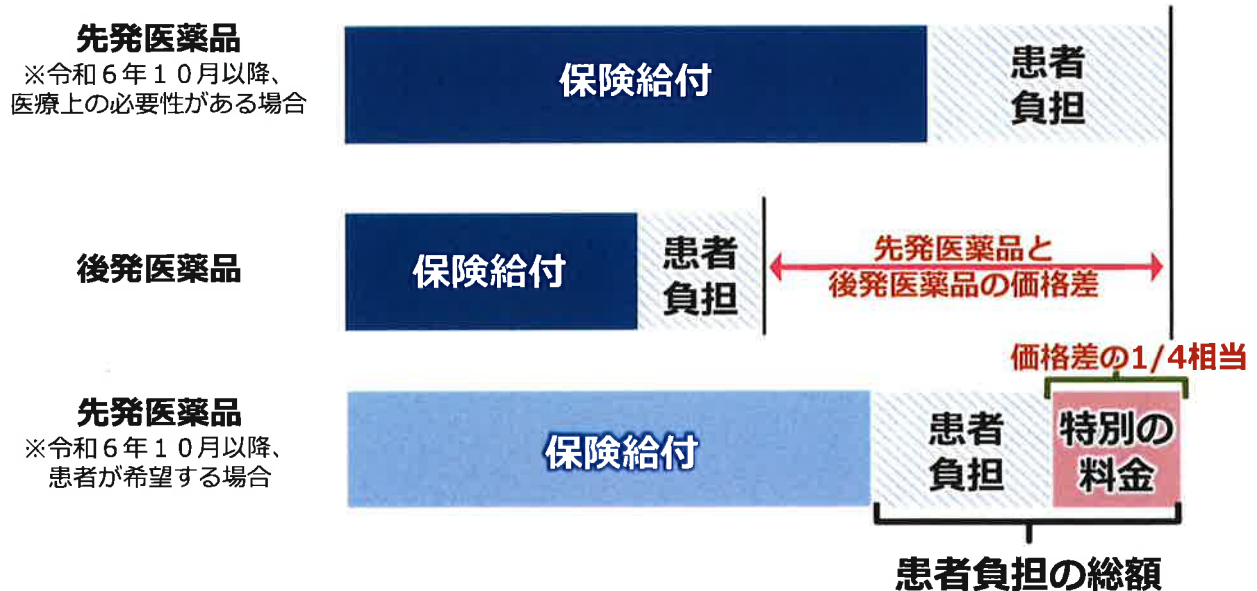 先発医薬品
※令和６年１０月以降、
医療上の必要性がある場合
保険給付
患者
負担
後発医薬品
保険給付
患者
負担
先発医薬品と
後発医薬品の価格差
価格差の1/4相当
先発医薬品
※令和６年１０月以降、
患者が希望する場合
保険給付
患者
負担
特別の
料金
患者負担の総額